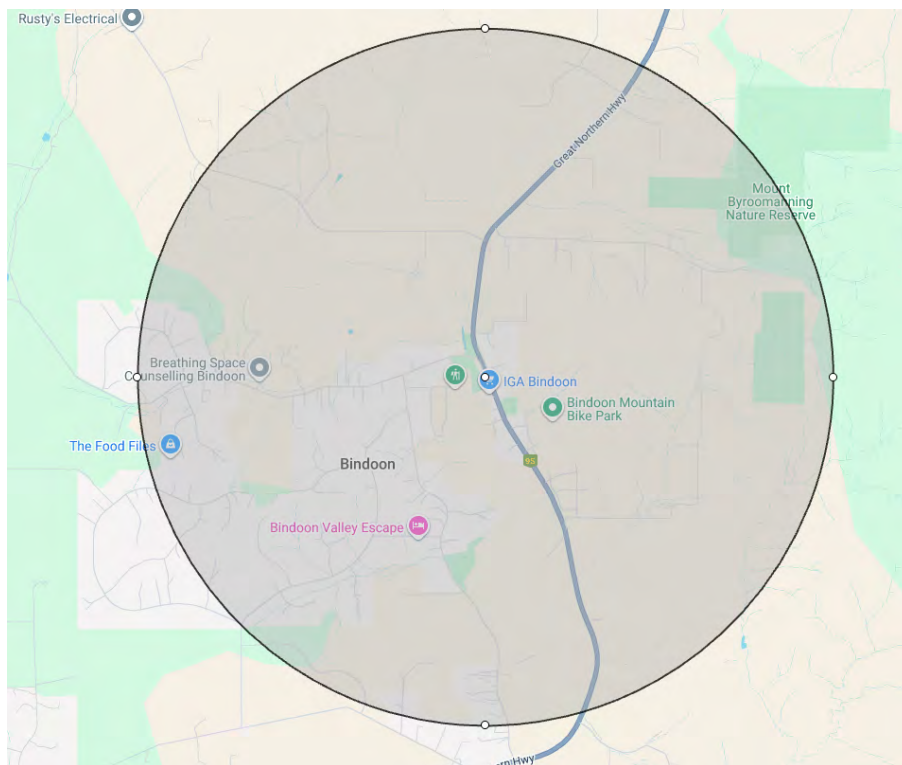 Rusty's Electrical
Great Northern Hwy
Mount
Byroomanning
Nature Reserve
Breathing Space
Counselling Bindoon
IGA Bindoon
Bindoon Mountain
Bike Park
The Food Files
95
Bindoon
Bindoon Valley Escape
rn Hwy